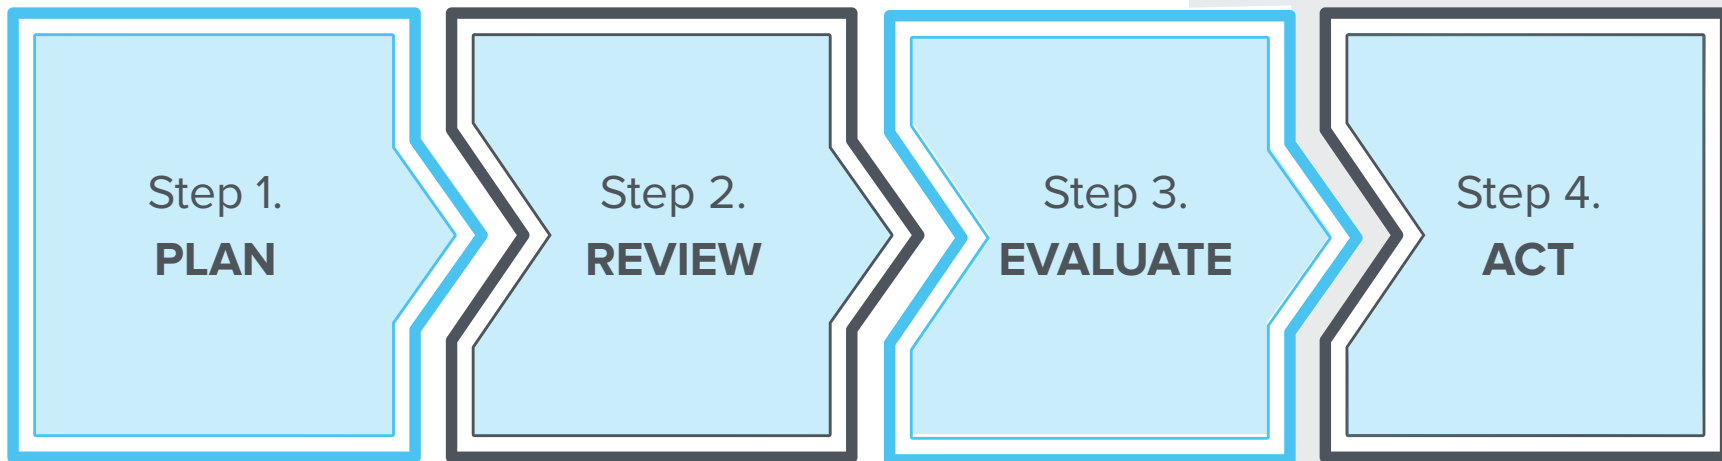 Step 1.
PLAN
Step 2.
REVIEW
Step 3.
EVALUATE
Step 4.
ACT